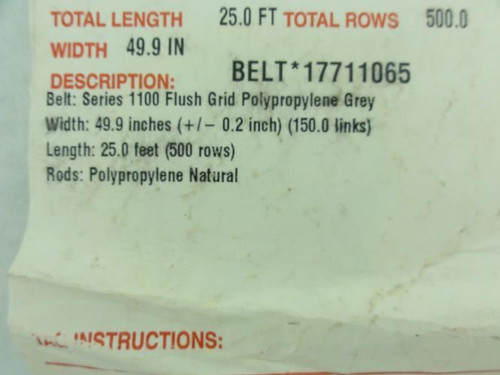 TOTAL LENGTH 25.0 FT TOTAL ROWS 500.0
WIDTH 49.9 IN
DESCRIPTION: BELT*17711065
Belt: Series 1100 Flush Grid Polypropylene Grey
Width: 49.9 inches (+/- 0.2 inch) (150.0 links)
Length: 25.0 feet (500 rows)
Rods: Polypropylene Natural
INSTRUCTIONS: